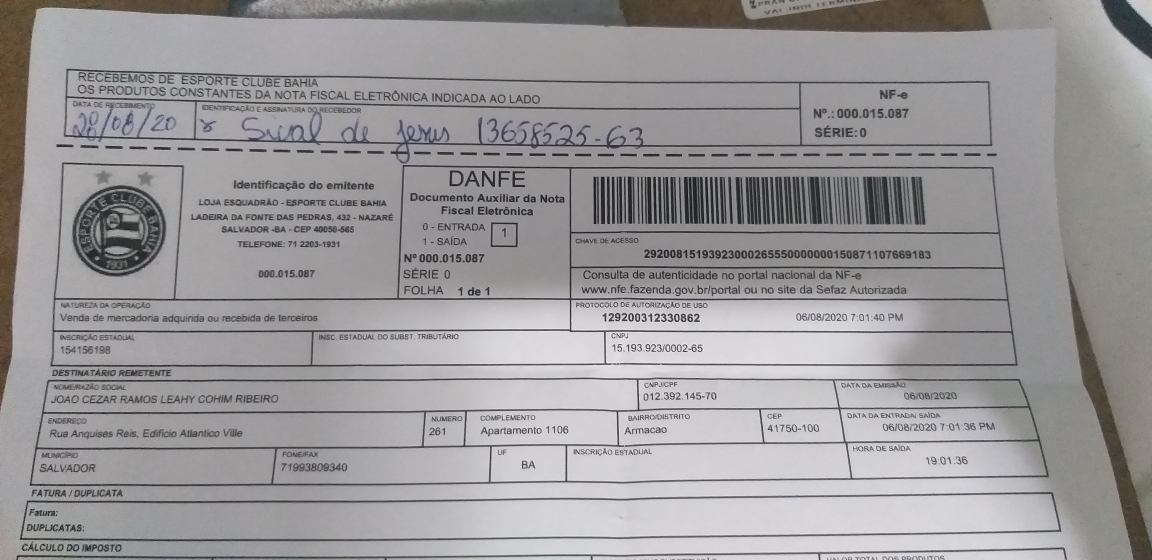 RECEBEMOS DE ESPORTE CLUBE BAHIA
OS PRODUTOS CONSTANTES DA NOTA FISCAL ELETRÔNICA INDICADA AO LADO
NF-e
Nº.: 000.015.087
SÉRIE: 0
DATA DE RECEBIMENTO
28/08/20
IDENTIFICAÇÃO E ASSINATURA DO RECEBEDOR
de Jesus 13658525-63
ESPORTE CLUBE BAHIA
1931
Identificação do emitente
LOJA ESQUADRÃO - ESPORTE CLUBE BAHIA
LADEIRA DA FONTE DAS PEDRAS, 432 - NAZARÉ
SALVADOR -BA - CEP 40050-565
TELEFONE: 71 2203-1931
000.015.087
DANFE
Documento Auxiliar da Nota
Fiscal Eletrônica
0 - ENTRADA
1 - SAÍDA
1
Nº 000.015.087
SÉRIE 0
FOLHA 1 de 1
CHAVE DE ACESSO
29200815193923000265550000000150871107669183
Consulta de autenticidade no portal nacional da NF-e
www.nfe.fazenda.gov.br/portal ou no site da Sefaz Autorizada
NATUREZA DA OPERAÇÃO
Venda de mercadoria adquirida ou recebida de terceiros
PROTOCOLO DE AUTORIZAÇÃO DE USO
129200312330862 06/08/2020 7:01:40 PM
INSCRIÇÃO ESTADUAL
154156198
INSC. ESTADUAL DO SUBST. TRIBUTÁRIO
CNPJ
15.193.923/0002-65
DESTINATÁRIO REMETENTE
NOME/RAZÃO SOCIAL
JOAO CEZAR RAMOS LEAHY COHIM RIBEIRO
CNPJ/CPF
012.392.145-70
DATA DA EMISSÃO
06/08/2020
ENDEREÇO
Rua Anquises Reis, Edificio Atlantico Ville
NUMERO
261
COMPLEMENTO
Apartamento 1106
BAIRRO/DISTRITO
Armacao
CEP
41750-100
DATA DA ENTRADA/ SAÍDA
06/08/2020 7:01:36 PM
MUNICÍPIO
SALVADOR
FONE/FAX
71993809340
UF
BA
INSCRIÇÃO ESTADUAL
HORA DE SAÍDA
19:01:36
FATURA / DUPLICATA
Fatura:
DUPLICATAS:
CÁLCULO DO IMPOSTO
VALOR TOTAL DOS PRODUTOS